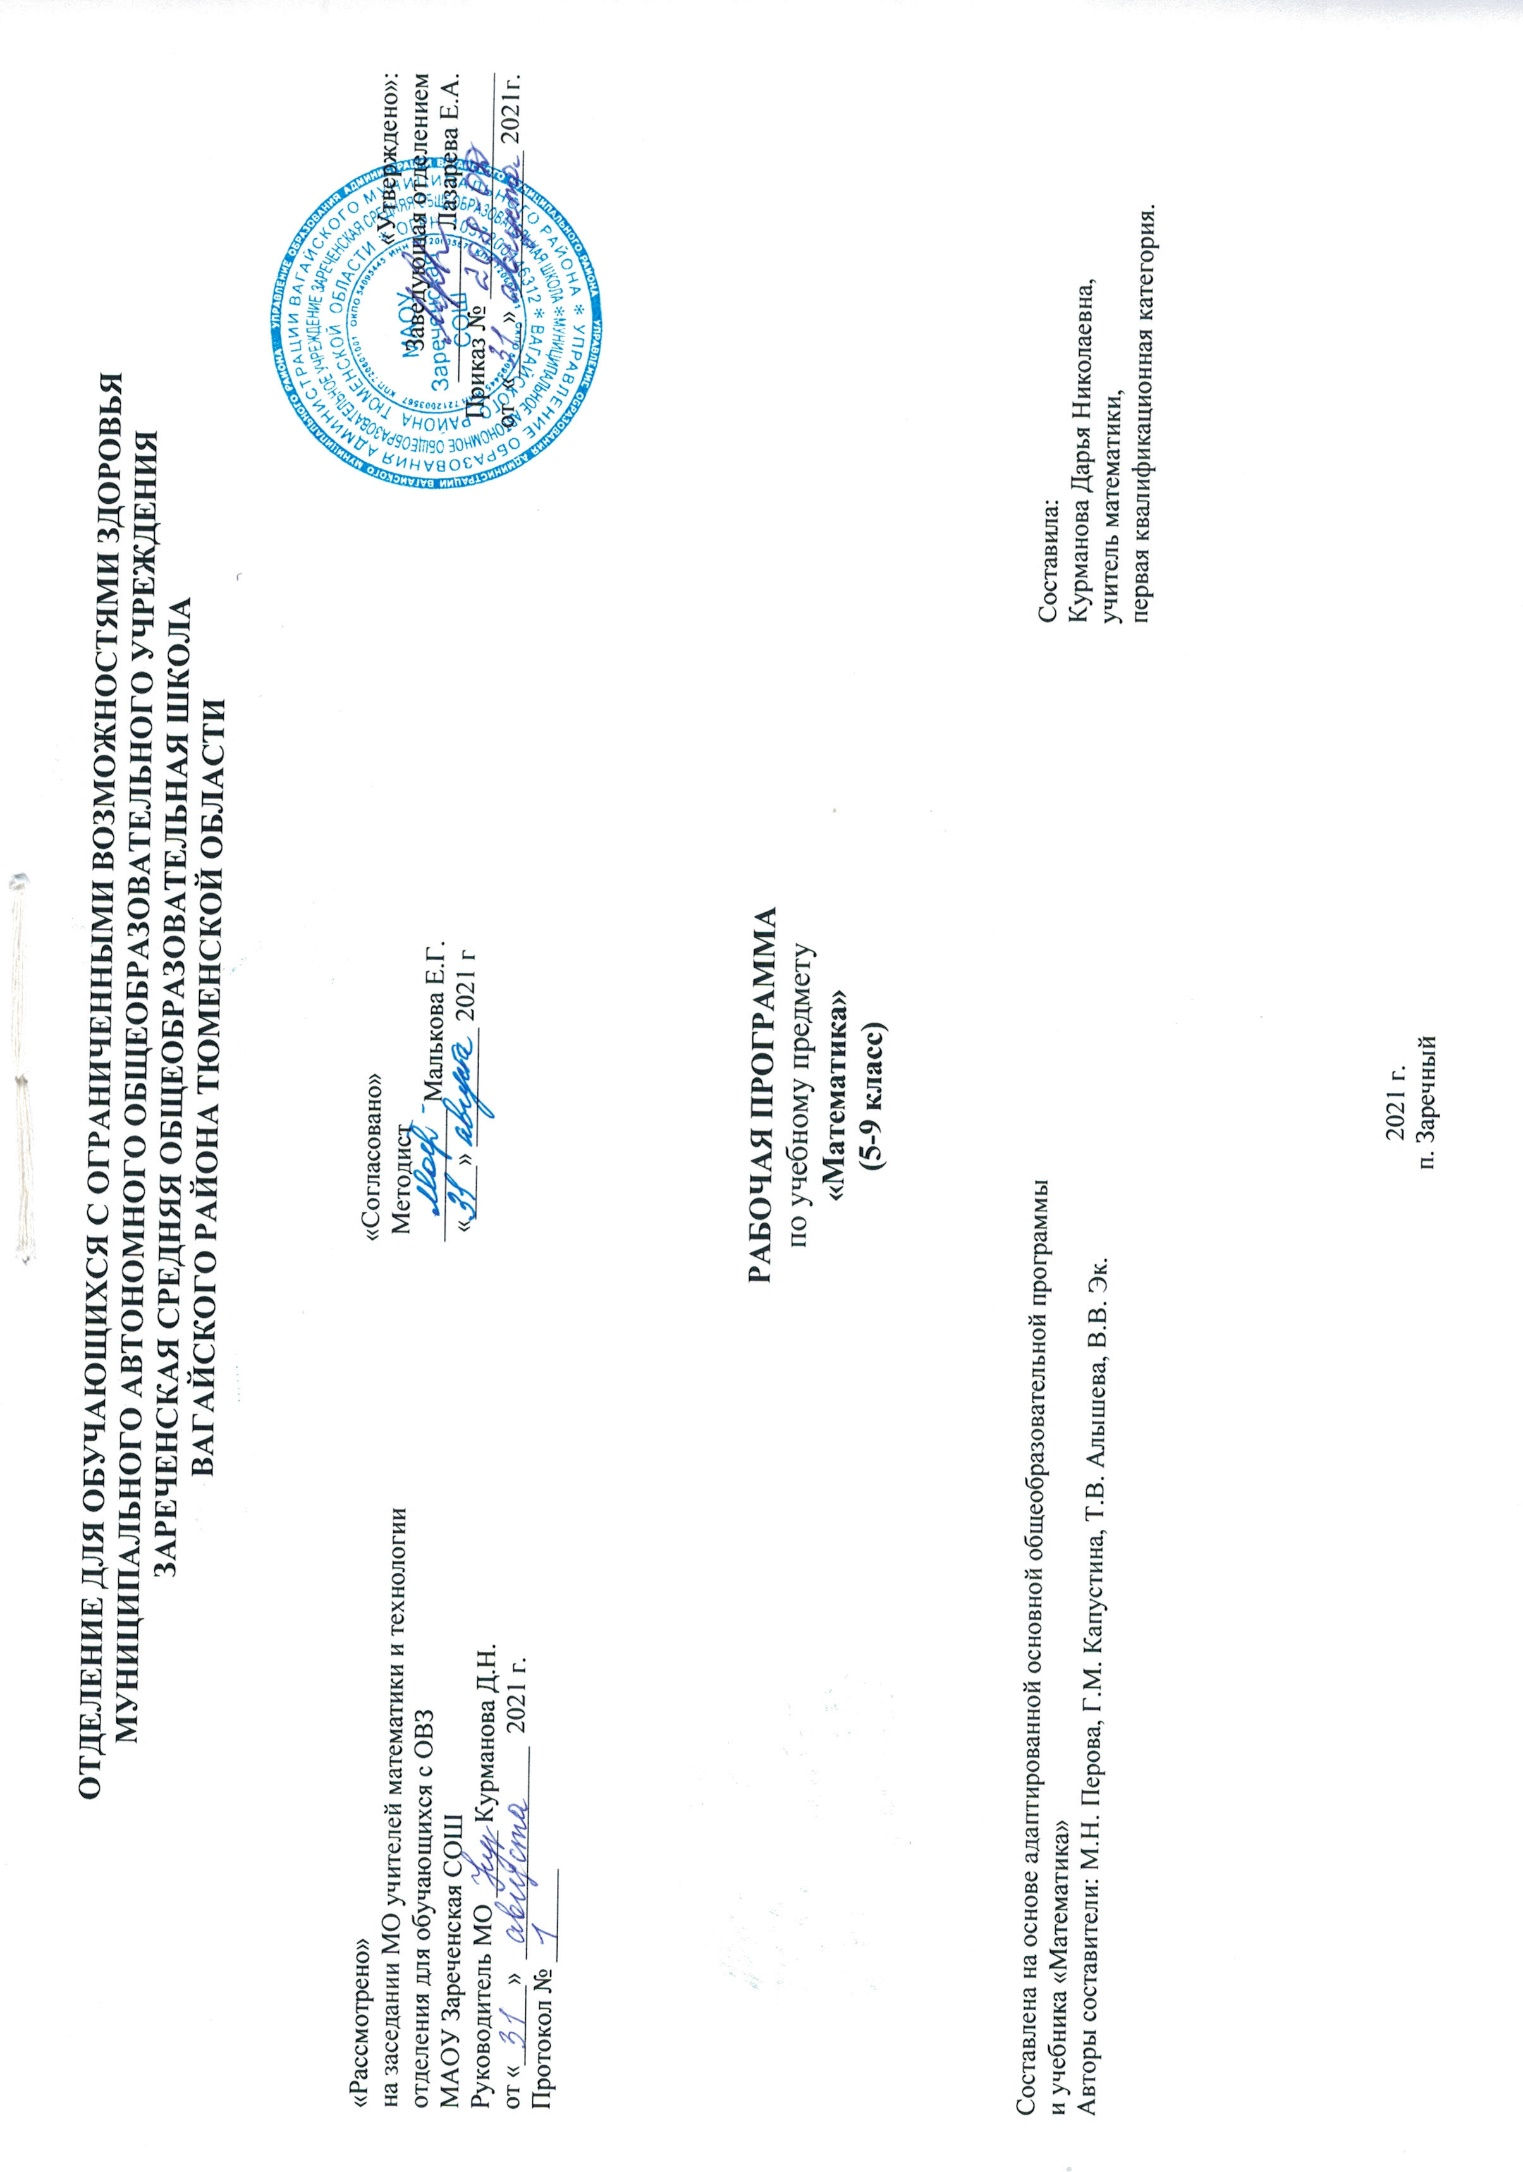 ОТДЕЛЕНИЕ ДЛЯ ОБУЧАЮЩИХСЯ С ОГРАНИЧЕННЫМИ ВОЗМОЖНОСТЯМИ ЗДОРОВЬЯ
МУНИЦИПАЛЬНОГО АВТОНОМНОГО ОБЩЕОБРАЗОВАТЕЛЬНОГО УЧРЕЖДЕНИЯ
ЗАРЕЧЕНСКАЯ СРЕДНЯЯ ОБЩЕОБРАЗОВАТЕЛЬНАЯ ШКОЛА
ВАГАЙСКОГО РАЙОНА ТЮМЕНСКОЙ ОБЛАСТИ
«Рассмотрено»
на заседании МО учителей математики и технологии
отделения для обучающихся с ОВЗ
МАОУ Зареченская СОШ
Руководитель МО Курманова Д.Н.
от « 31 » августа 2021 г.
Протокол № 1
«Согласовано»
Методист
Малькова Е.Г.
« 31 » августа 2021 г
«Утверждено»:
Заведующая отделением
Лазарева Е.А.
Приказ №
от « 31 » августа 2021г.
МАОУ
Зареченская
СОШ
РАБОЧАЯ ПРОГРАММА
по учебному предмету
«Математика»
(5-9 класс)
Составлена на основе адаптированной основной общеобразовательной программы
и учебника «Математика»
Авторы составители: М.Н. Перова, Г.М. Капустина, Т.В. Алышева, В.В. Эк.
Составила:
Курманова Дарья Николаевна,
учитель математики,
первая квалификационная категория.
2021 г.
п. Заречный